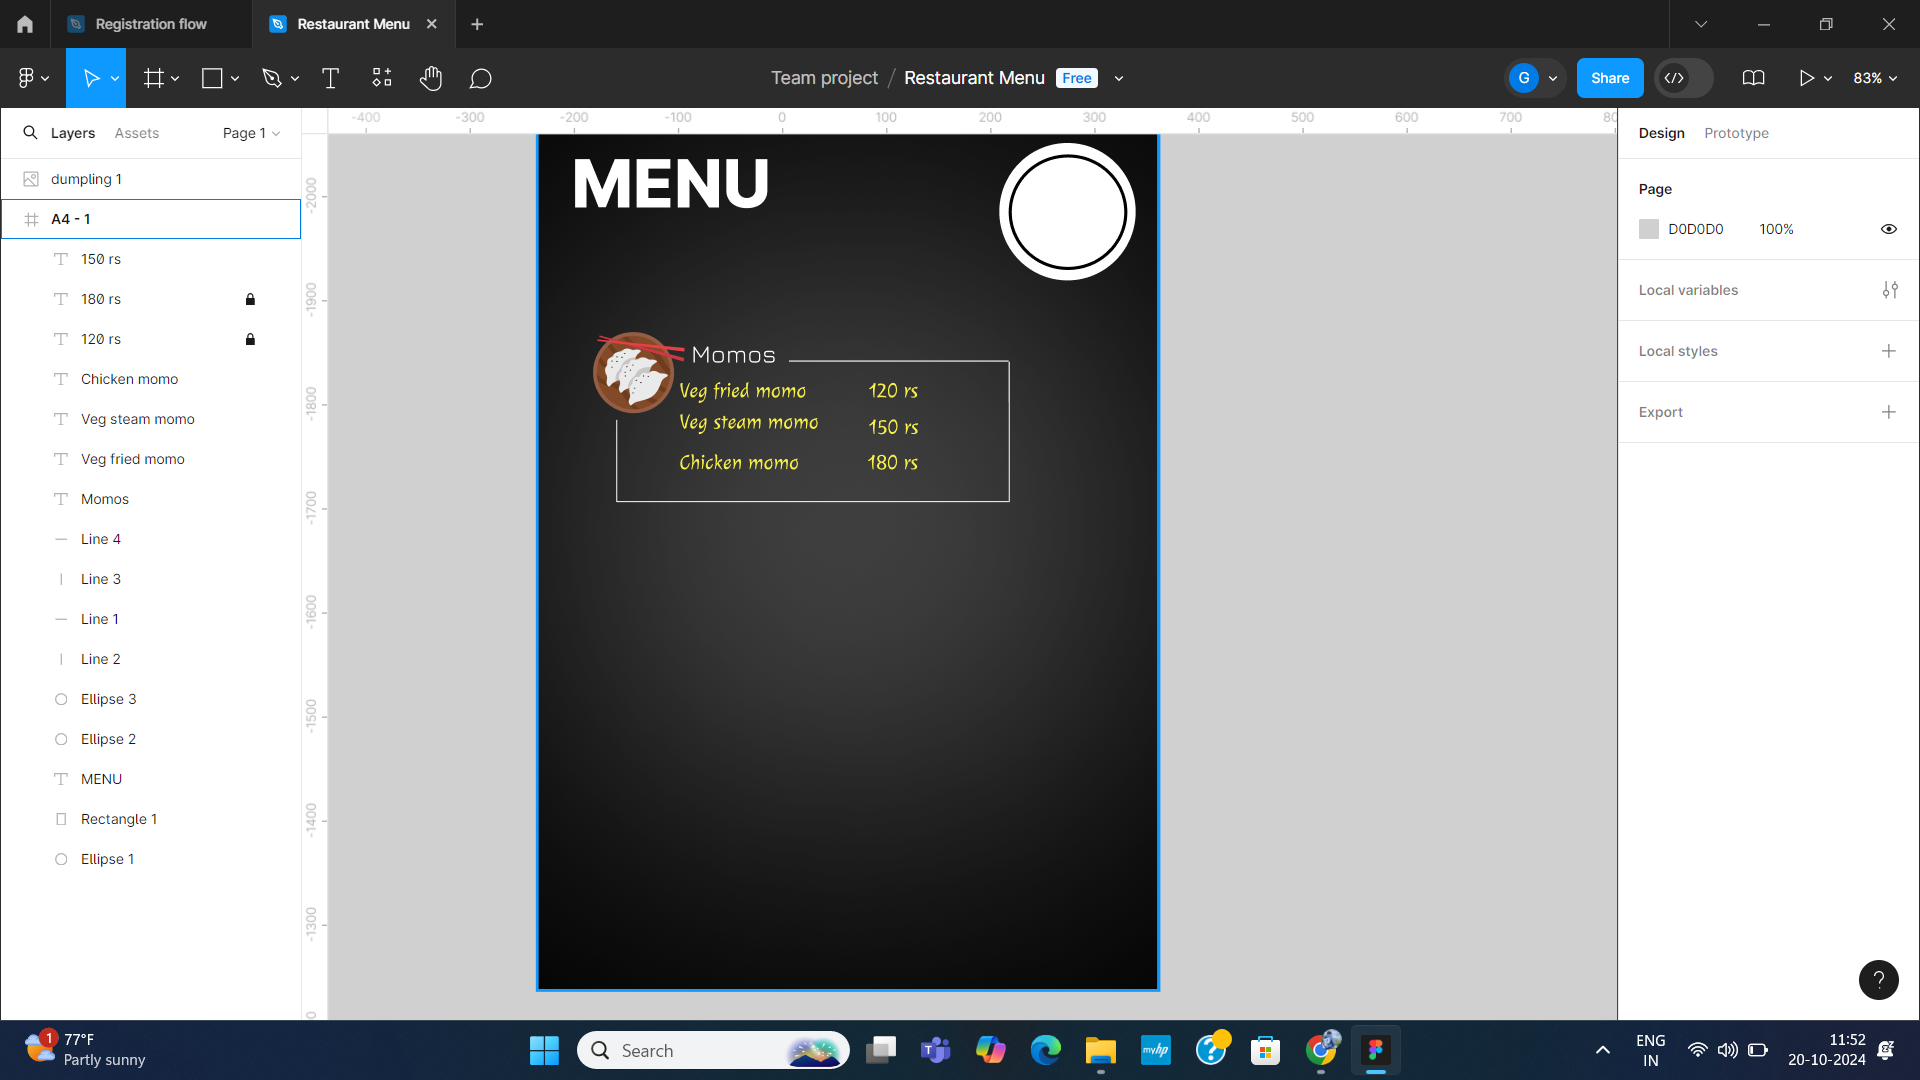 Registration flow
Restaurant Menu
Team project / Restaurant Menu Free
G
Share
83%
Layers
Assets
Page 1
-400 -300 -200 -100 0 100 200 300 400 500 600 700 80
Design
Prototype
dumpling 1
A4 - 1
150 rs
180 rs
120 rs
Chicken momo
Veg steam momo
Veg fried momo
Momos
Line 4
Line 3
Line 1
Line 2
Ellipse 3
Ellipse 2
MENU
Rectangle 1
Ellipse 1
-2000
-1900
-1800
-1700
-1600
-1500
-1400
-1300
MENU
Momos
Veg fried momo 120 rs
Veg steam momo 150 rs
Chicken momo 180 rs
Page
D0D0D0 100%
Local variables
Local styles
Export
?
1
77°F
Partly sunny
Search
myhp
ENG
IN
11:52
20-10-2024